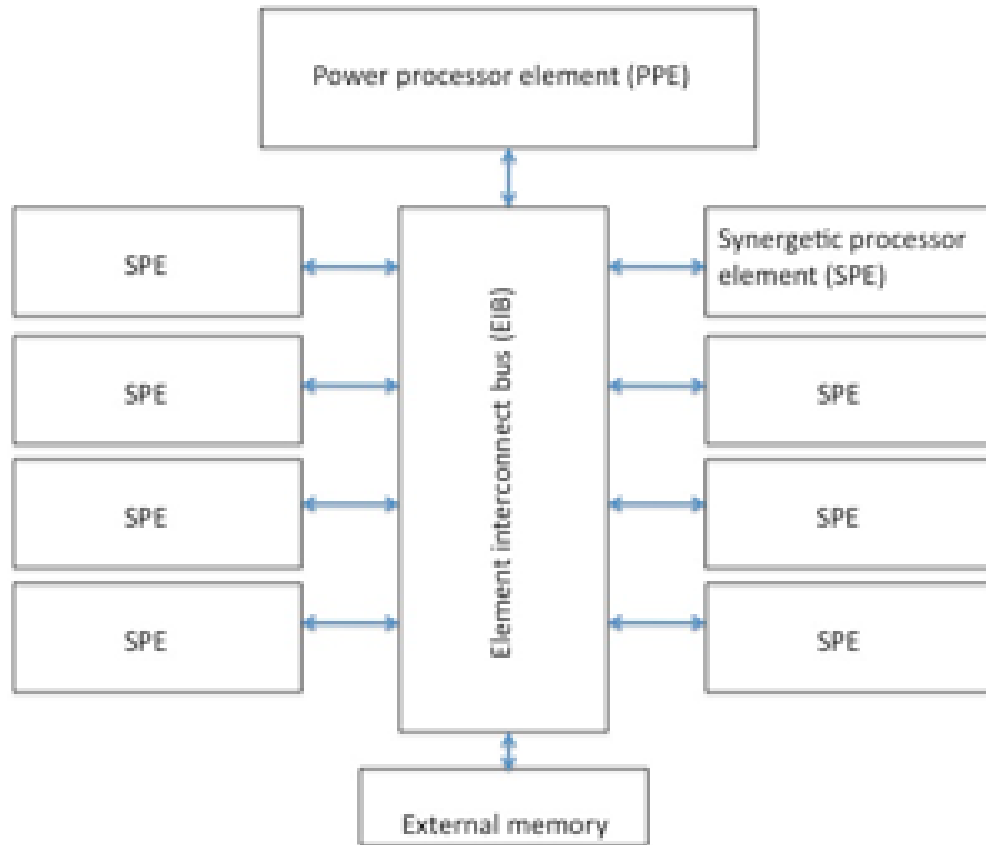 Power processor element (PPE)
SPE
Synergetic processor
element (SPE)
SPE
SPE
SPE
SPE
SPE
SPE
Element interconnect bus (EIB)
External memory